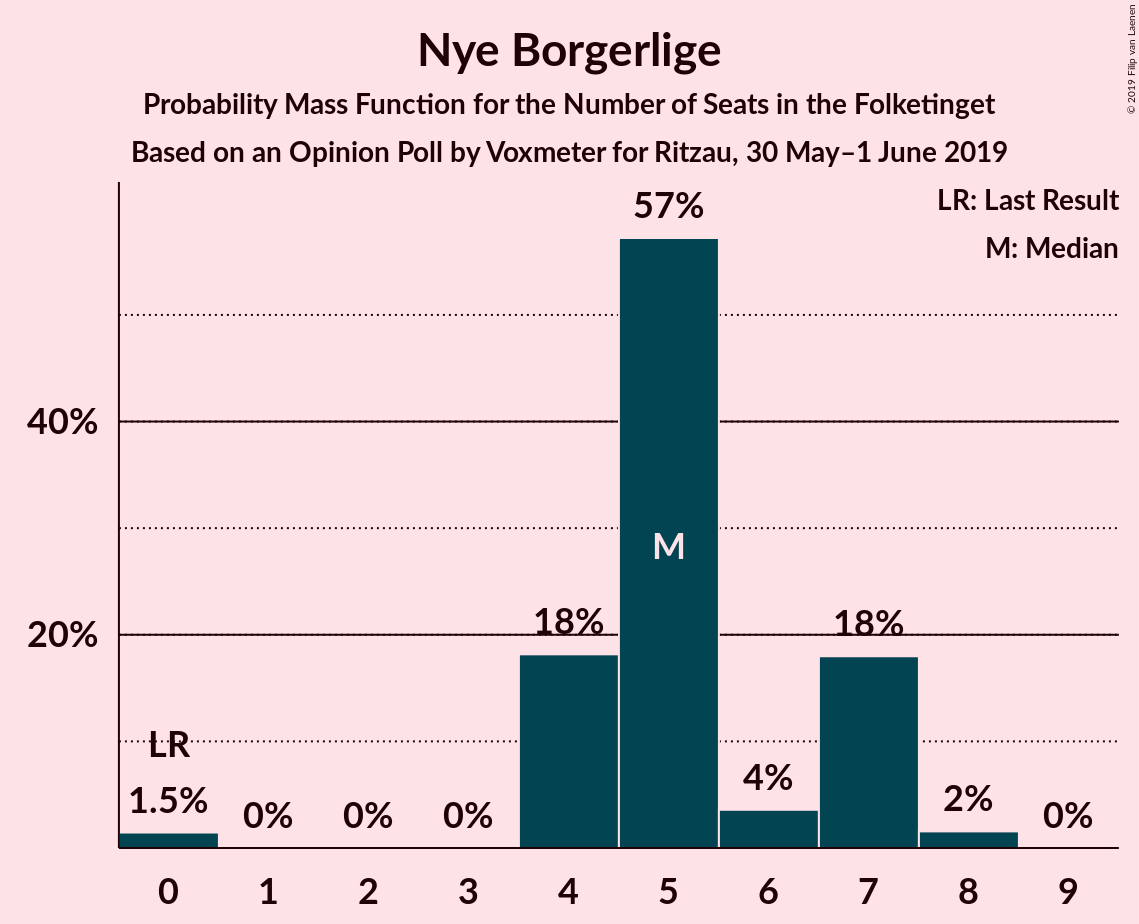 Nye Borgerlige
Probability Mass Function for the Number of Seats in the Folketinget
Based on an Opinion Poll by Voxmeter for Ritzau, 30 May–1 June 2019
© 2019 Filip van Laenen
LR: Last Result
M: Median
57%
40%
M
20%
18%
18%
LR
1.5%
0%
0%
0%
4%
2%
0%
0 1 2 3 4 5 6 7 8 9